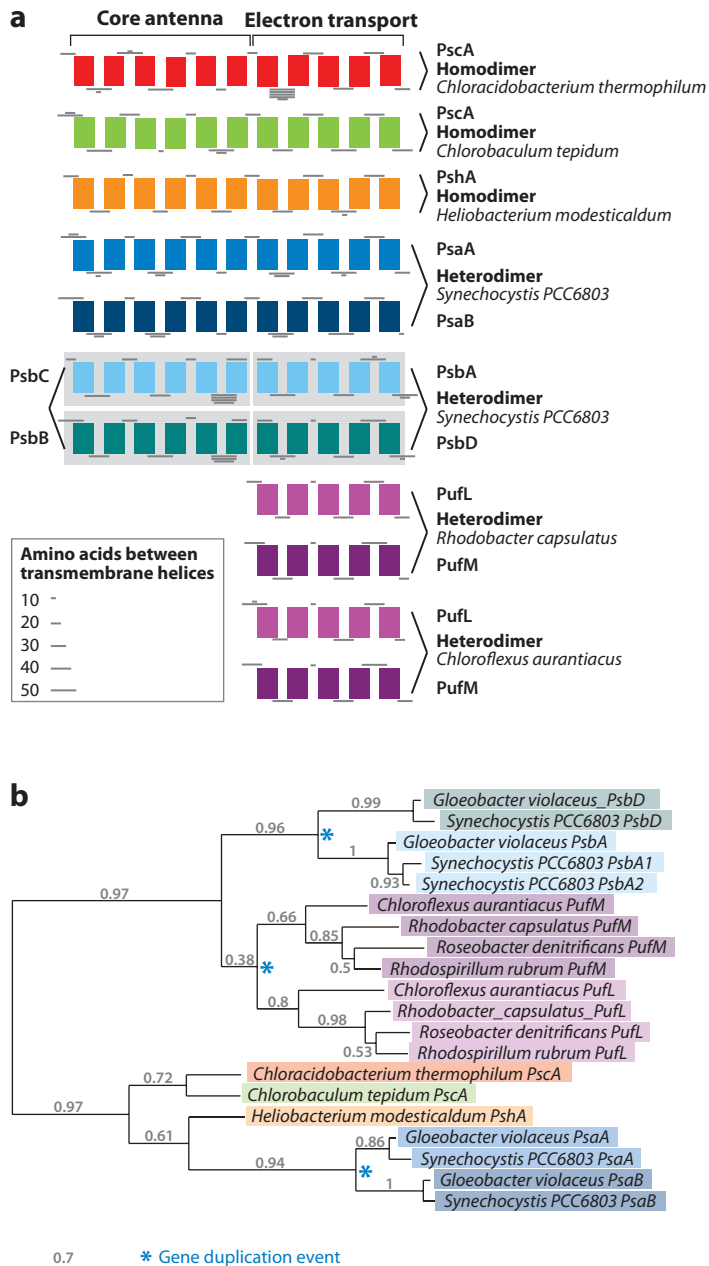 a
Core antenna
Electron transport
PscA
Homodimer
Chloracidobacterium thermophilum
PscA
Homodimer
Chlorobaculum tepidum
PshA
Homodimer
Heliobacterium modesticaldum
PsaA
Heterodimer
Synechocystis PCC6803
PsaB
PsbC
PsbB
PsbA
Heterodimer
Synechocystis PCC6803
PsbD
PufL
Heterodimer
Rhodobacter capsulatus
PufM
PufL
Heterodimer
Chloroflexus aurantiacus
PufM
Amino acids between
transmembrane helices
10
20
30
40
50
b
0.99
Gloeobacter violaceus_PsbD
Synechocystis PCC6803 PsbD
0.96
*
Gloeobacter violaceus PsbA
1
Synechocystis PCC6803 PsbA1
0.93
Synechocystis PCC6803 PsbA2
0.97
Chloroflexus aurantiacus PufM
0.66
Rhodobacter capsulatus PufM
0.85
Roseobacter denitrificans PufM
0.38
*
0.5
Rhodospirillum rubrum PufM
Chloroflexus aurantiacus PufL
0.8
Rhodobacter_capsulatus_PufL
0.98
Roseobacter denitrificans PufL
0.53
Rhodospirillum rubrum PufL
Chloracidobacterium thermophilum PscA
0.72
Chlorobaculum tepidum PscA
0.97
Heliobacterium modesticaldum PshA
0.61
Gloeobacter violaceus PsaA
0.86
Synechocystis PCC6803 PsaA
0.94
*
Gloeobacter violaceus PsaB
1
Synechocystis PCC6803 PsaB
0.7
* Gene duplication event